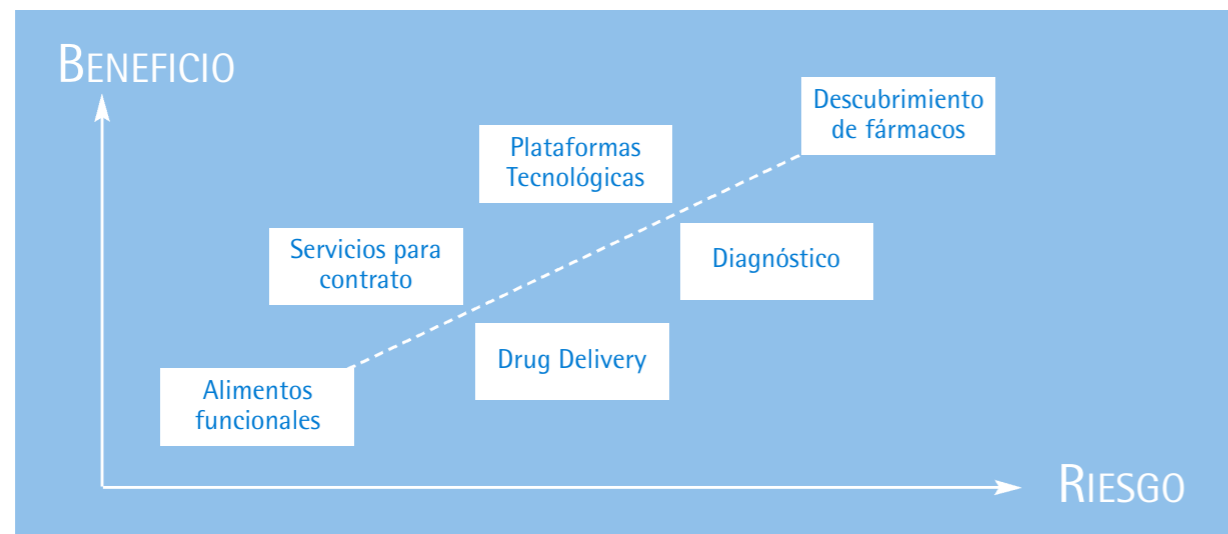 BENEFICIO
Descubrimiento
de fármacos
Plataformas
Tecnológicas
Servicios para
contrato
Diagnóstico
Drug Delivery
Alimentos
funcionales
RIESGO